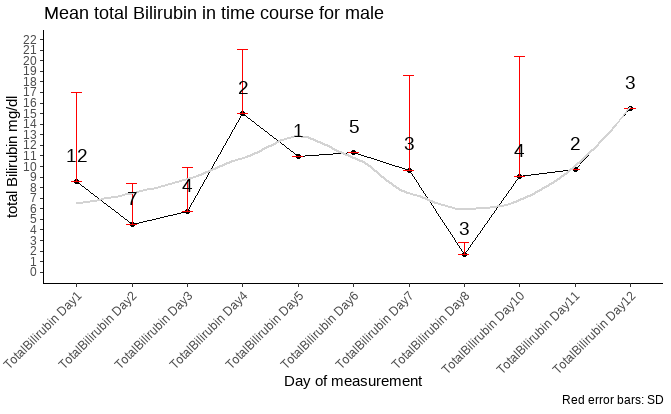 Mean total Bilirubin in time course for male
total Bilirubin mg/dl
22
21
20
19
18
17
16
15
14
13
12
11
10
9
8
7
6
5
4
3
2
1
0
12
7
4
2
1
5
3
3
4
2
3
TotalBilirubin Day1
TotalBilirubin Day2
TotalBilirubin Day3
TotalBilirubin Day4
TotalBilirubin Day5
TotalBilirubin Day6
TotalBilirubin Day7
TotalBilirubin Day8
TotalBilirubin Day10
TotalBilirubin Day11
TotalBilirubin Day12
Day of measurement
Red error bars: SD